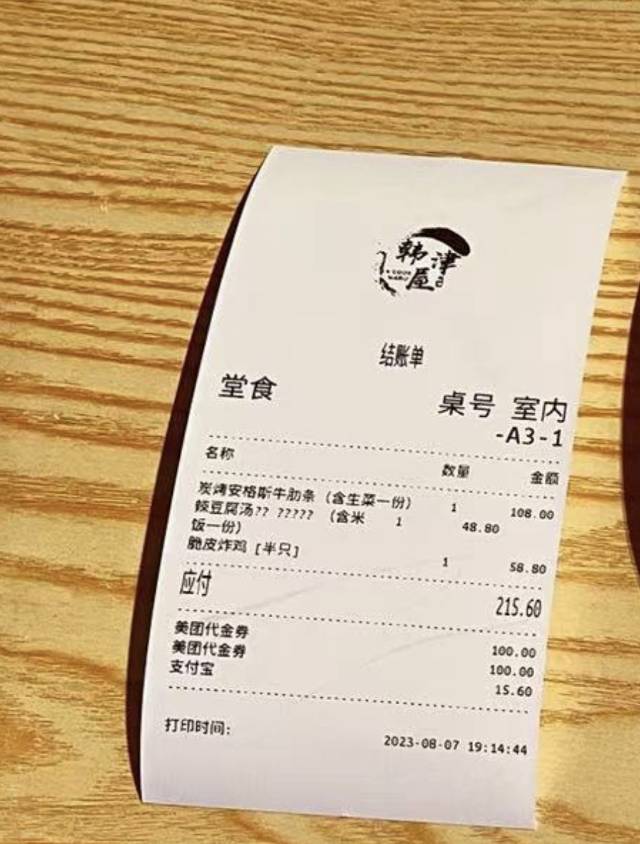 韩津屋
结账单
堂食
桌号 室内
-A3-1
名称 数量 金额
炭烤安格斯牛肋条（含生菜一份） 1 108.00
辣豆腐汤?? ?????（含米 1 48.80
饭一份）
脆皮炸鸡 [半只] 1 58.80
应付 215.60
美团代金券 100.00
美团代金券 100.00
支付宝 15.60
打印时间: 2023-08-07 19:14:44